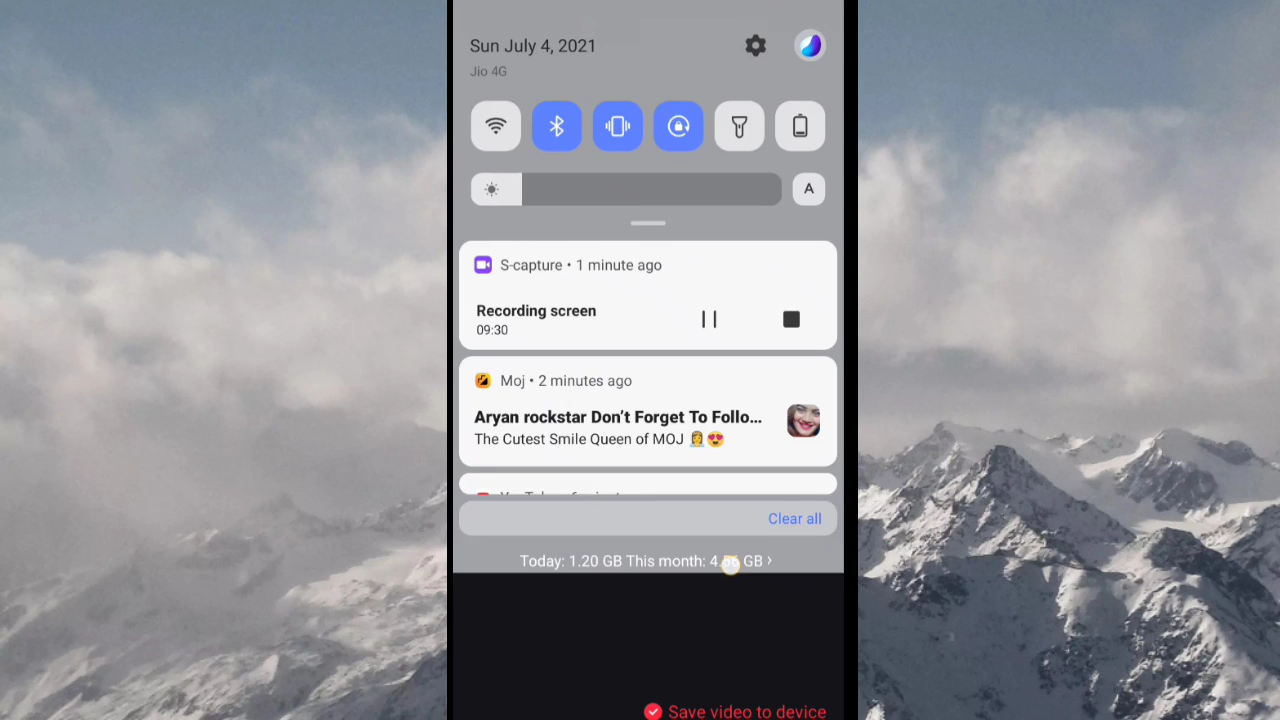 Sun July 4, 2021
Jio 4G
A
S-capture • 1 minute ago
Recording screen
09:30
Moj • 2 minutes ago
Aryan rockstar Don’t Forget To Follo…
The Cutest Smile Queen of MOJ 👩‍💼😍
Clear all
Today: 1.20 GB This month: GB ›
Save video to device